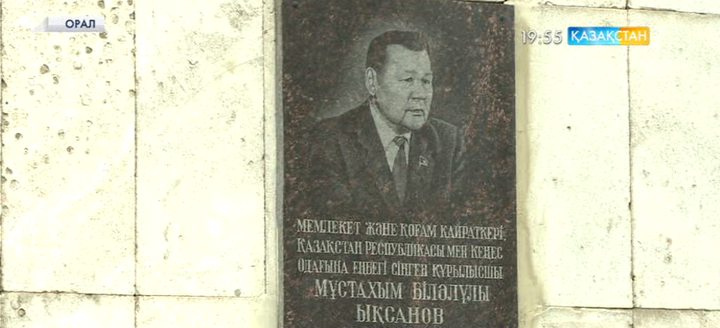 ОРАЛ
19:55 ҚАЗАҚСТАН
МЕМЛЕКЕТ ЖӘНЕ ҚОҒАМ ҚАЙРАТКЕРІ,
ҚАЗАҚСТАН РЕСПУБЛИКАСЫ МЕН КЕҢЕС
ОДАҒЫНА ЕҢБЕГІ СІҢГЕН ҚҰРЫЛЫСШЫ
МҰСТАХЫМ БІЛӘЛҰЛЫ
ЫҚСАНОВ